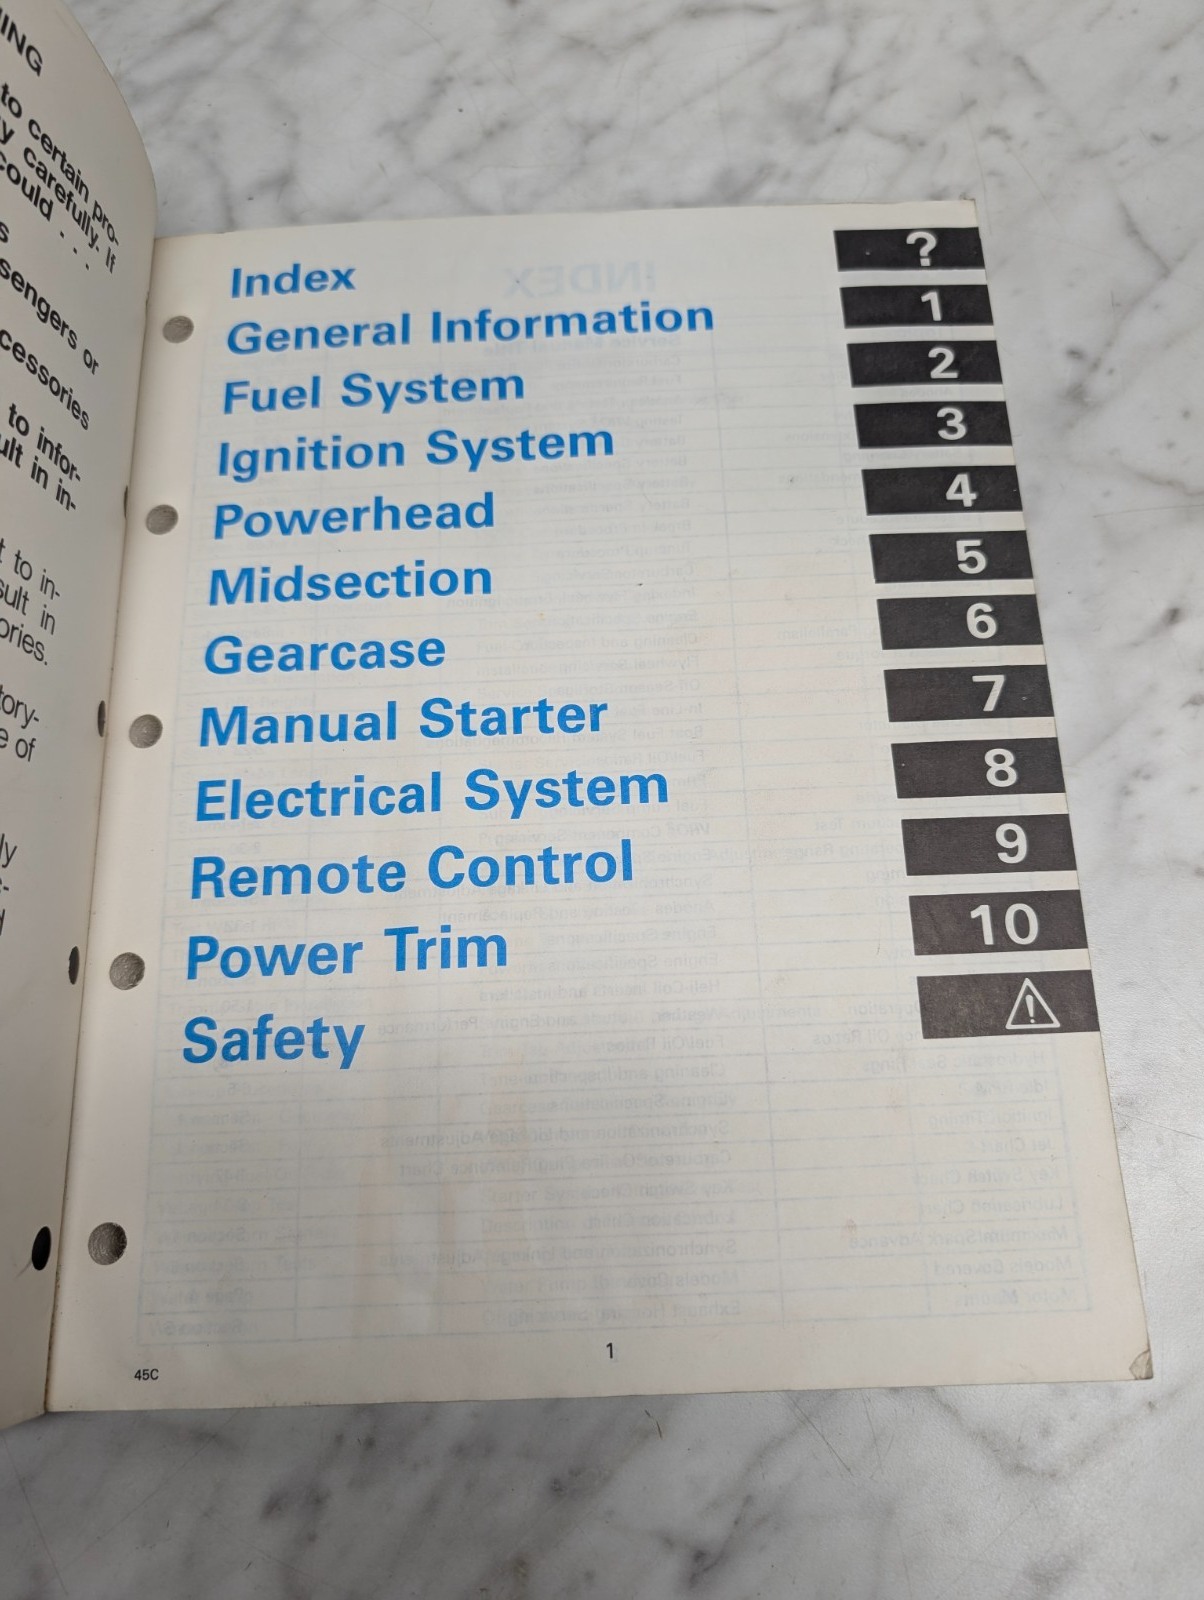 ING
to certain pro-
y carefully. If
could . . .
s
sengers or
cessories
to infor-
ult in in-
t to in-
sult in
ories.
tory-
e of
ly
Index ?
General Information 1
Fuel System 2
Ignition System 3
Powerhead 4
Midsection 5
Gearcase 6
Manual Starter 7
Electrical System 8
Remote Control 9
Power Trim 10
Safety
1
45C